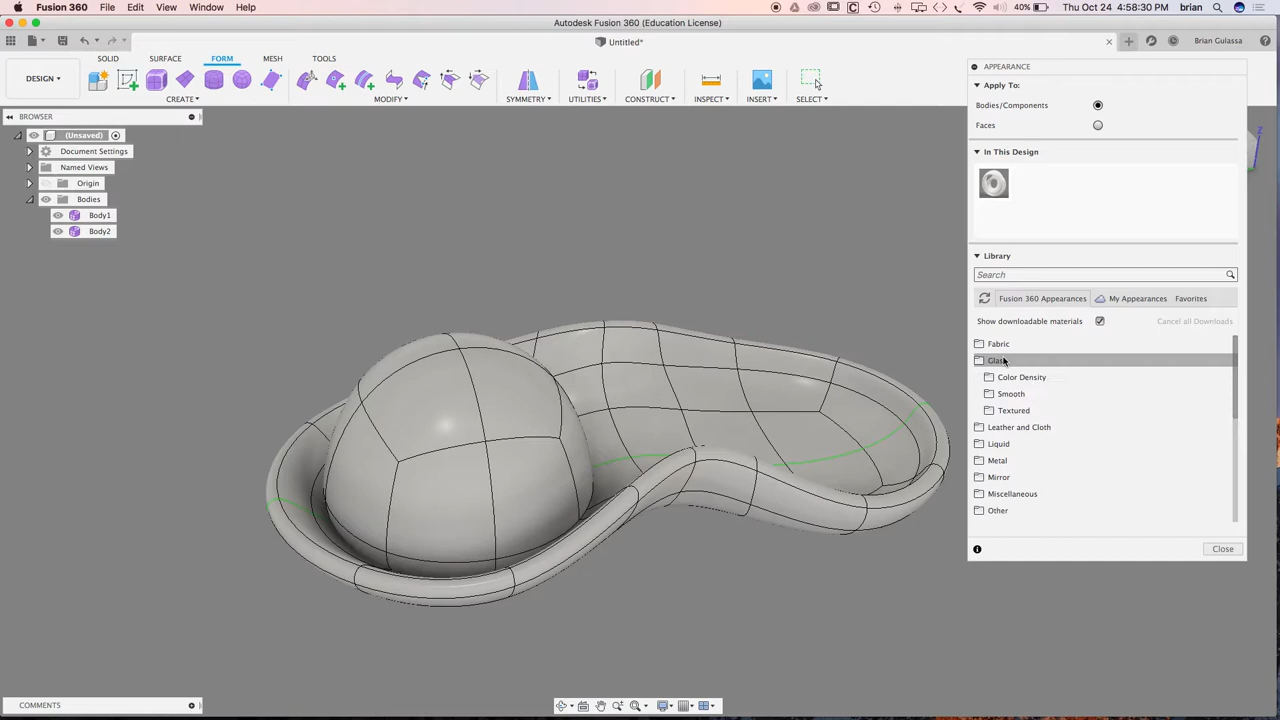 Fusion 360 File Edit View Window Help 40% Thu Oct 24 4:58:30 PM brian
Autodesk Fusion 360 (Education License)
Untitled*
Brian Gulassa
DESIGN
SOLID SURFACE FORM MESH TOOLS
CREATE MODIFY SYMMETRY UTILITIES CONSTRUCT INSPECT INSERT SELECT
BROWSER
(Unsaved)
Document Settings
Named Views
Origin
Bodies
Body1
Body2
APPEARANCE
Apply To:
Bodies/Components
Faces
In This Design
Library
Search
Fusion 360 Appearances My Appearances Favorites
Show downloadable materials Cancel all Downloads
Fabric
Glass
Color Density
Smooth
Textured
Leather and Cloth
Liquid
Metal
Mirror
Miscellaneous
Other
Close
Z
COMMENTS